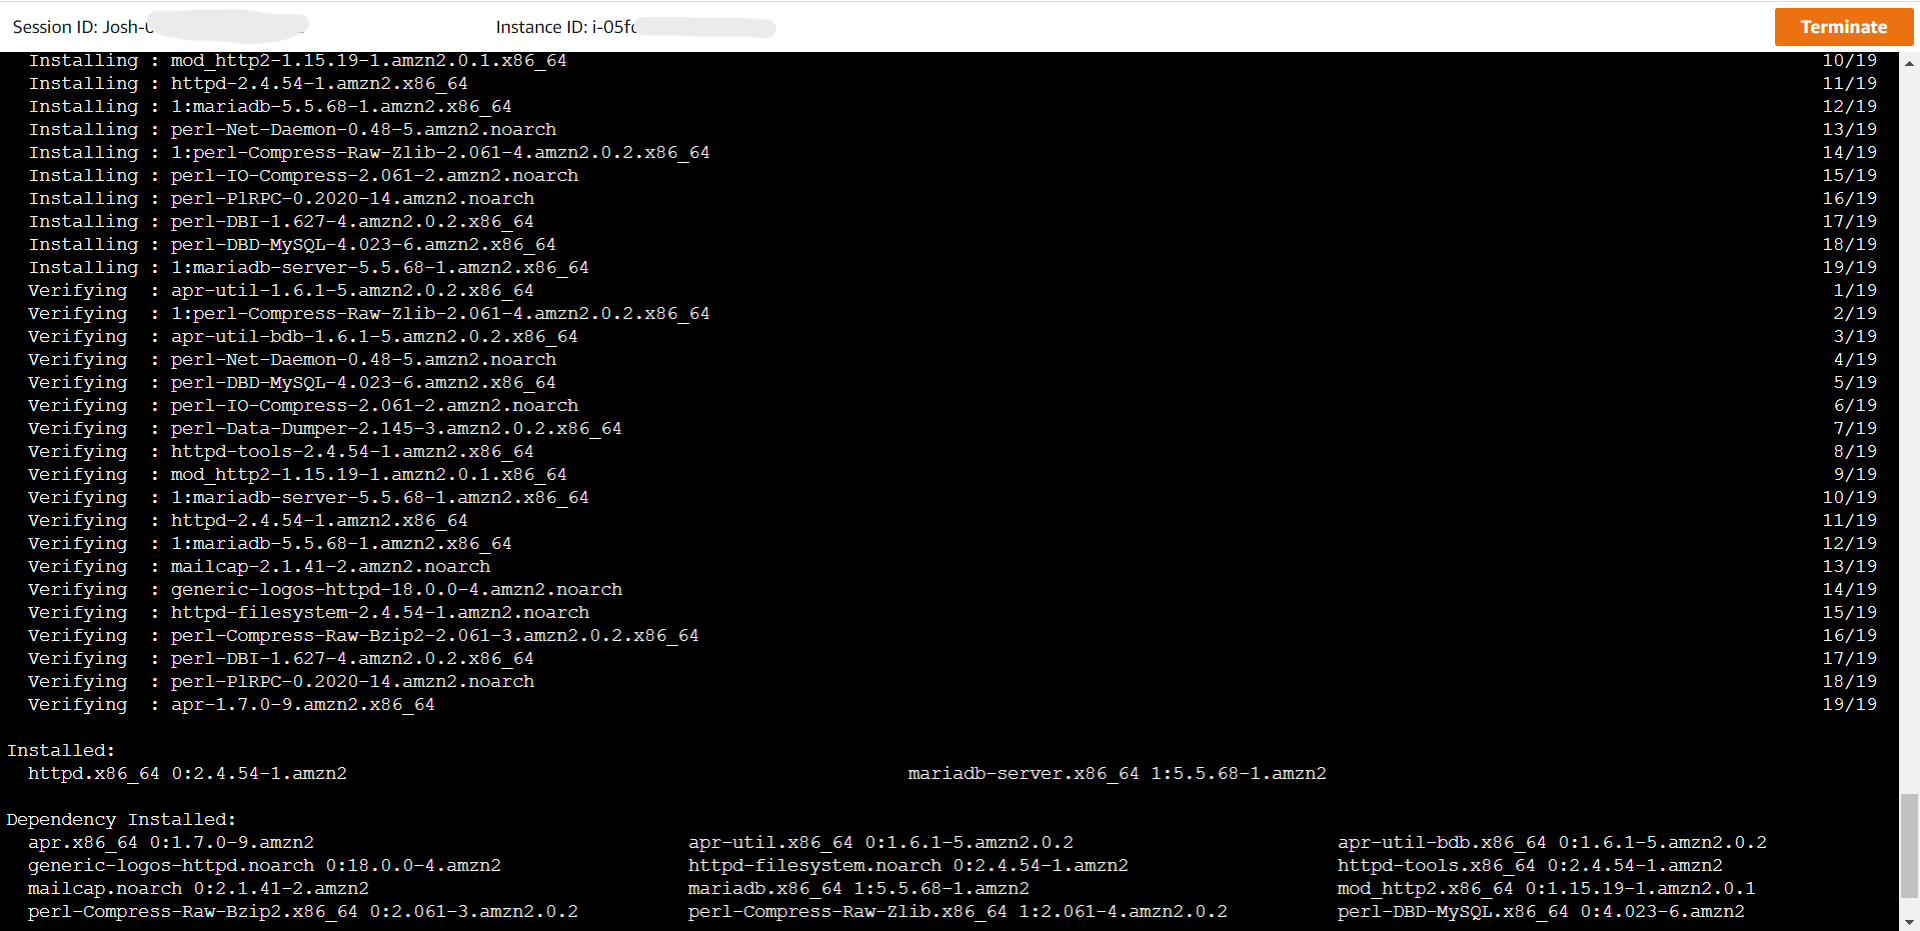 Session ID: Josh-0 Instance ID: i-05fc Terminate
Installing : mod_http2-1.15.19-1.amzn2.0.1.x86_64 10/19
Installing : httpd-2.4.54-1.amzn2.x86_64 11/19
Installing : 1:mariadb-5.5.68-1.amzn2.x86_64 12/19
Installing : perl-Net-Daemon-0.48-5.amzn2.noarch 13/19
Installing : 1:perl-Compress-Raw-Zlib-2.061-4.amzn2.0.2.x86_64 14/19
Installing : perl-IO-Compress-2.061-2.amzn2.noarch 15/19
Installing : perl-PlRPC-0.2020-14.amzn2.noarch 16/19
Installing : perl-DBI-1.627-4.amzn2.0.2.x86_64 17/19
Installing : perl-DBD-MySQL-4.023-6.amzn2.x86_64 18/19
Installing : 1:mariadb-server-5.5.68-1.amzn2.x86_64 19/19
Verifying : apr-util-1.6.1-5.amzn2.0.2.x86_64 1/19
Verifying : 1:perl-Compress-Raw-Zlib-2.061-4.amzn2.0.2.x86_64 2/19
Verifying : apr-util-bdb-1.6.1-5.amzn2.0.2.x86_64 3/19
Verifying : perl-Net-Daemon-0.48-5.amzn2.noarch 4/19
Verifying : perl-DBD-MySQL-4.023-6.amzn2.x86_64 5/19
Verifying : perl-IO-Compress-2.061-2.amzn2.noarch 6/19
Verifying : perl-Data-Dumper-2.145-3.amzn2.0.2.x86_64 7/19
Verifying : httpd-tools-2.4.54-1.amzn2.x86_64 8/19
Verifying : mod_http2-1.15.19-1.amzn2.0.1.x86_64 9/19
Verifying : 1:mariadb-server-5.5.68-1.amzn2.x86_64 10/19
Verifying : httpd-2.4.54-1.amzn2.x86_64 11/19
Verifying : 1:mariadb-5.5.68-1.amzn2.x86_64 12/19
Verifying : mailcap-2.1.41-2.amzn2.noarch 13/19
Verifying : generic-logos-httpd-18.0.0-4.amzn2.noarch 14/19
Verifying : httpd-filesystem-2.4.54-1.amzn2.noarch 15/19
Verifying : perl-Compress-Raw-Bzip2-2.061-3.amzn2.0.2.x86_64 16/19
Verifying : perl-DBI-1.627-4.amzn2.0.2.x86_64 17/19
Verifying : perl-PlRPC-0.2020-14.amzn2.noarch 18/19
Verifying : apr-1.7.0-9.amzn2.x86_64 19/19
Installed:
httpd.x86_64 0:2.4.54-1.amzn2 mariadb-server.x86_64 1:5.5.68-1.amzn2
Dependency Installed:
apr.x86_64 0:1.7.0-9.amzn2 apr-util.x86_64 0:1.6.1-5.amzn2.0.2 apr-util-bdb.x86_64 0:1.6.1-5.amzn2.0.2
generic-logos-httpd.noarch 0:18.0.0-4.amzn2 httpd-filesystem.noarch 0:2.4.54-1.amzn2 httpd-tools.x86_64 0:2.4.54-1.amzn2
mailcap.noarch 0:2.1.41-2.amzn2 mariadb.x86_64 1:5.5.68-1.amzn2 mod_http2.x86_64 0:1.15.19-1.amzn2.0.1
perl-Compress-Raw-Bzip2.x86_64 0:2.061-3.amzn2.0.2 perl-Compress-Raw-Zlib.x86_64 1:2.061-4.amzn2.0.2 perl-DBD-MySQL.x86_64 0:4.023-6.amzn2